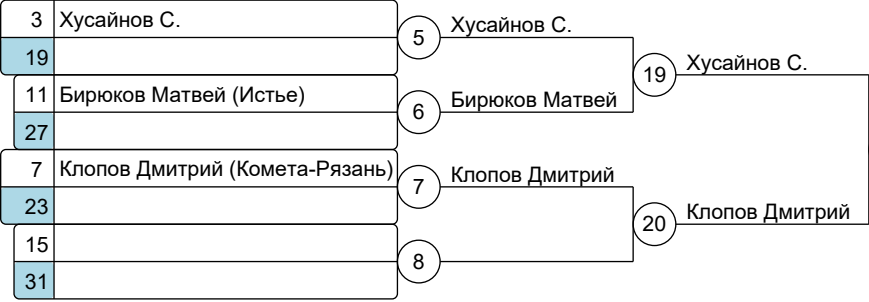 3 Хусайнов С.
19
5 Хусайнов С.
11 Бирюков Матвей (Истье)
27
6 Бирюков Матвей
19 Хусайнов С.
7 Клопов Дмитрий (Комета-Рязань)
23
7 Клопов Дмитрий
15
31
8
20 Клопов Дмитрий